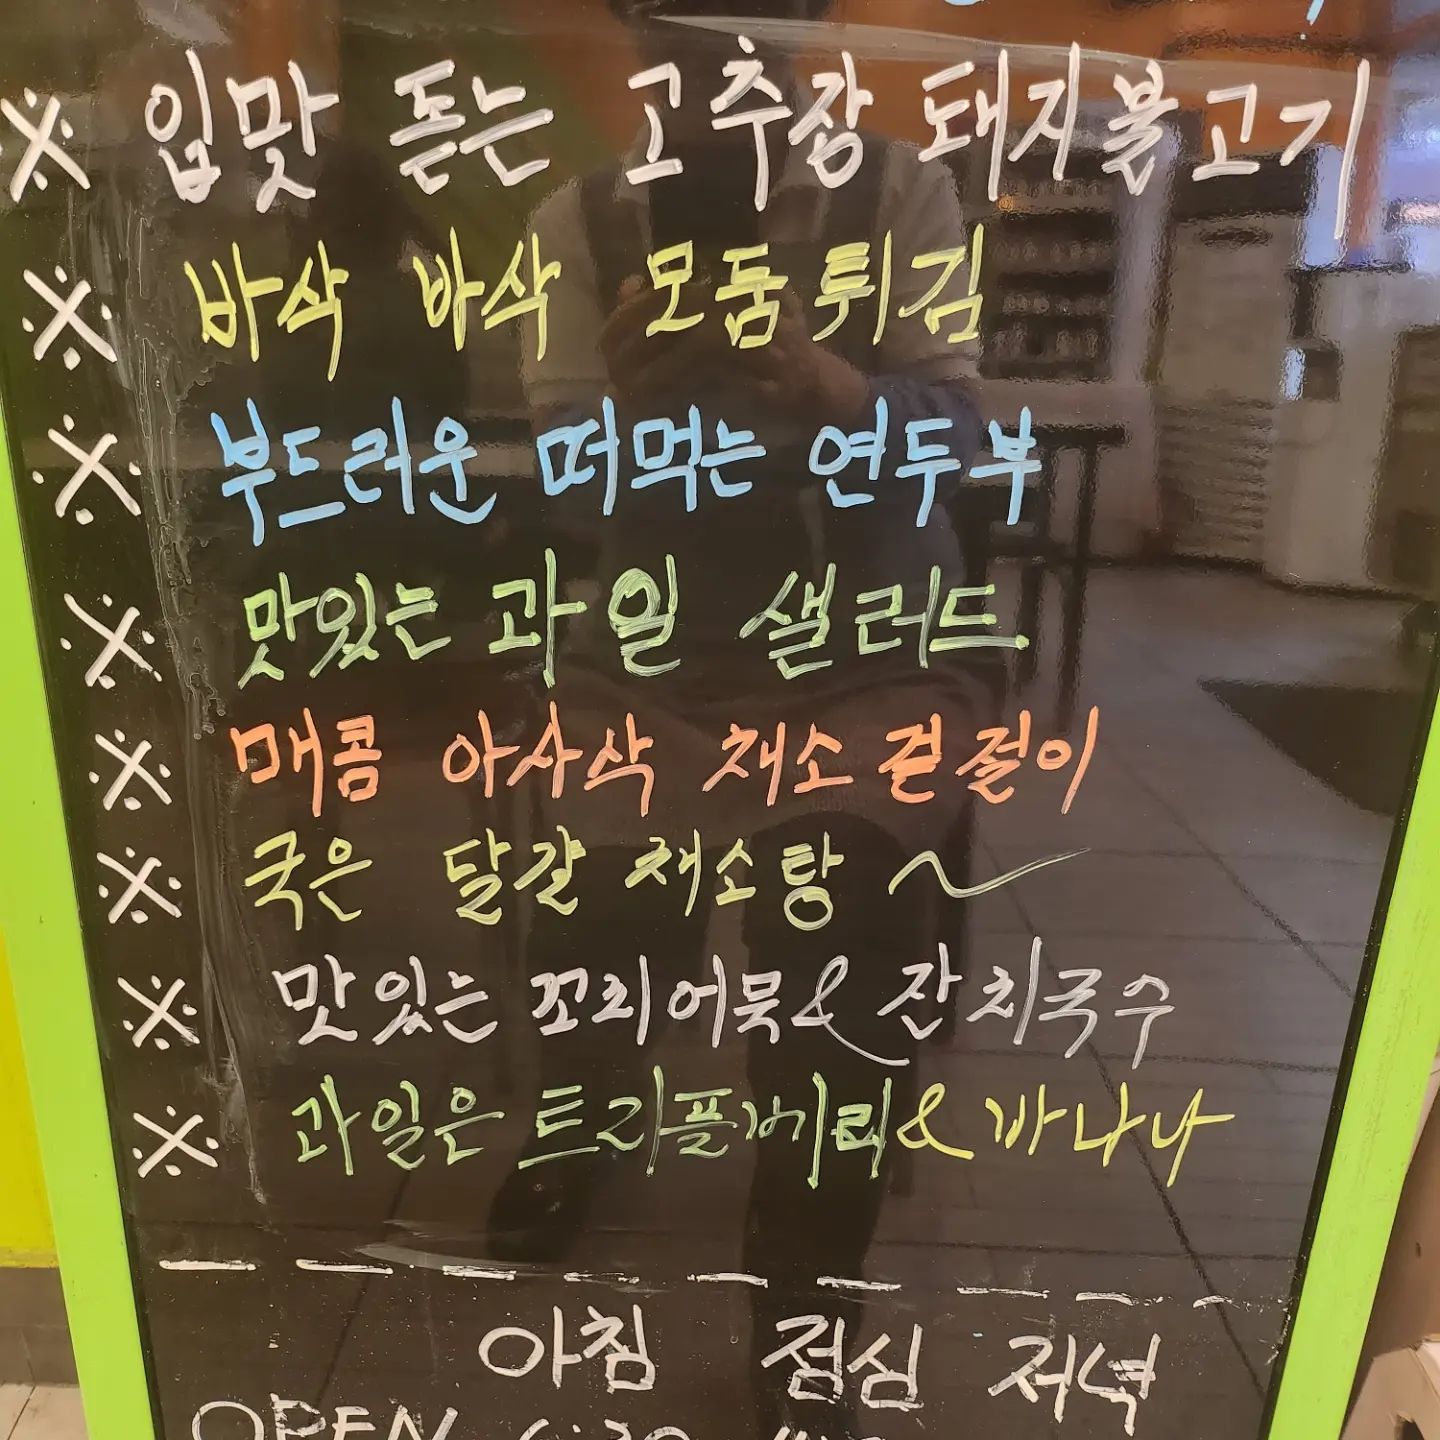 ※ 입맛 돋는 고추장 돼지불고기
※ 바삭 바삭 모둠튀김
※ 부드러운 떠먹는 연두부
※ 맛있는 과일 샐러드
※ 매콤 아사삭 채소겉절이
※ 국은 달걀 채소탕 ~
※ 맛있는 꼬리어묵 & 잔치국수
※ 과일은 트리플베리 & 바나나
아침 점심 저녁
OPEN 6:30